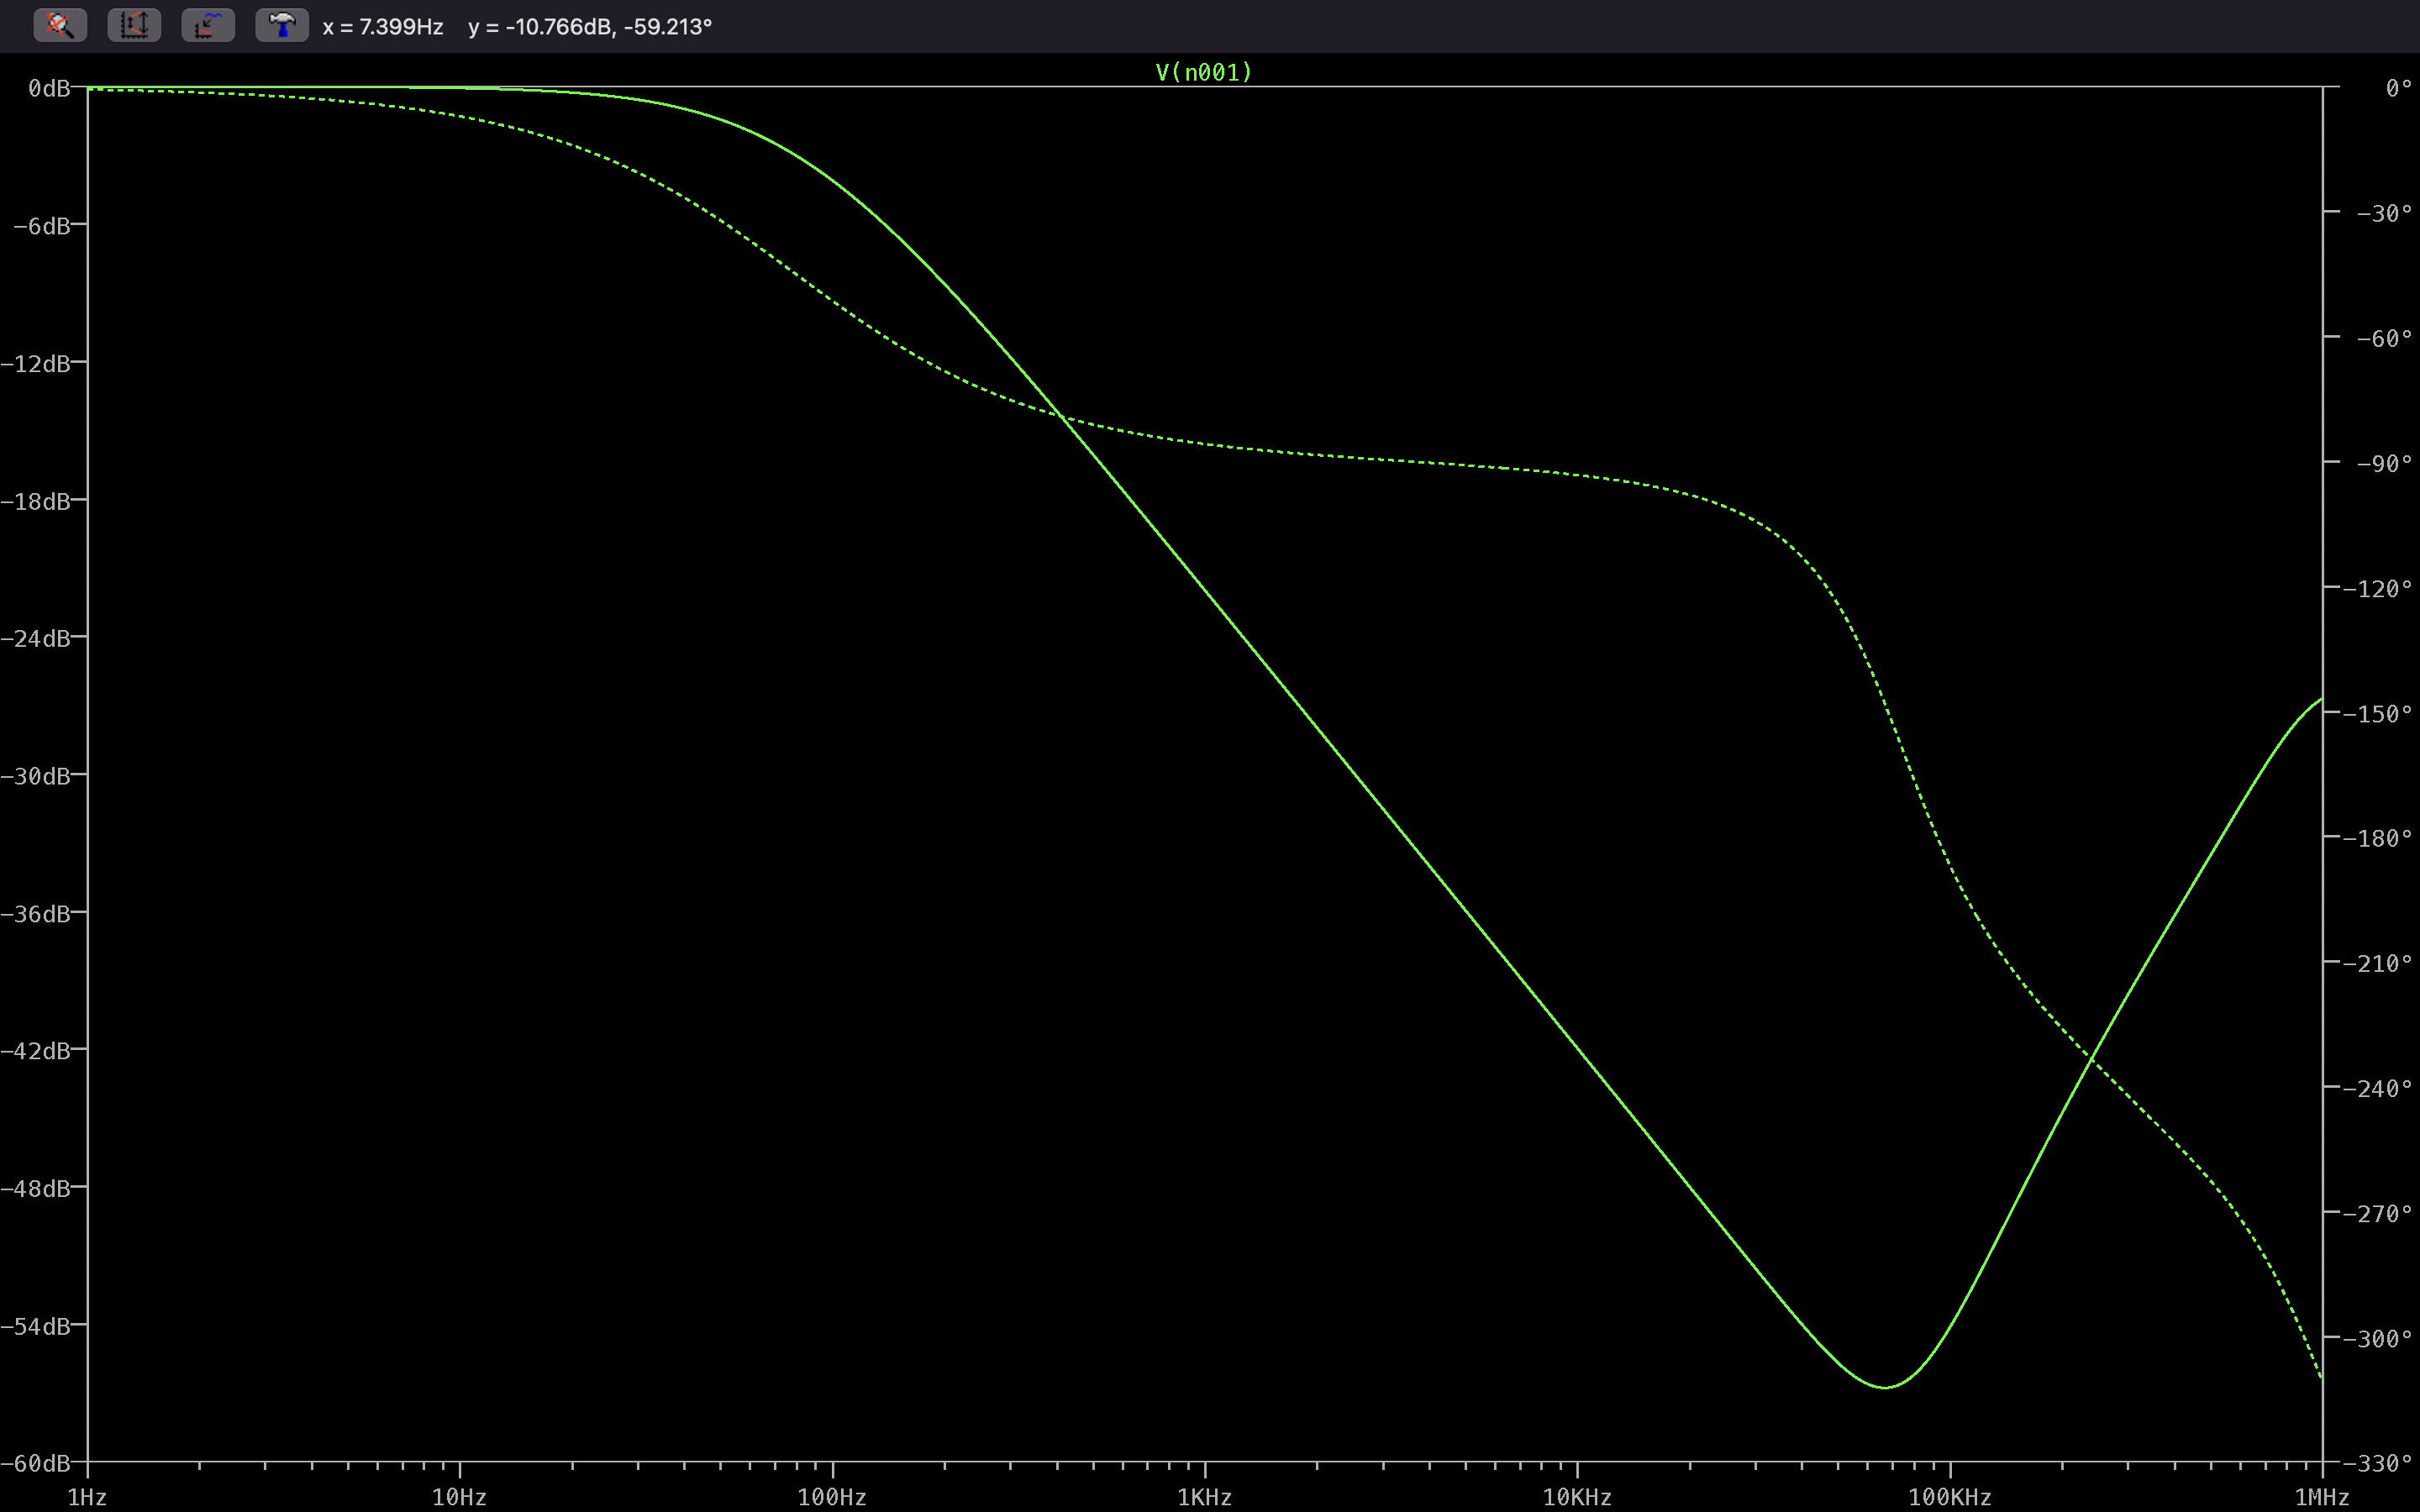 x = 7.399Hz y = -10.766dB, -59.213°
V(n001)
0dB 0°
-6dB -30°
-12dB -60°
-18dB -90°
-24dB -120°
-30dB -150°
-36dB -180°
-42dB -210°
-48dB -240°
-54dB -270°
-60dB -300°
-330°
1Hz 10Hz 100Hz 1KHz 10KHz 100KHz 1MHz